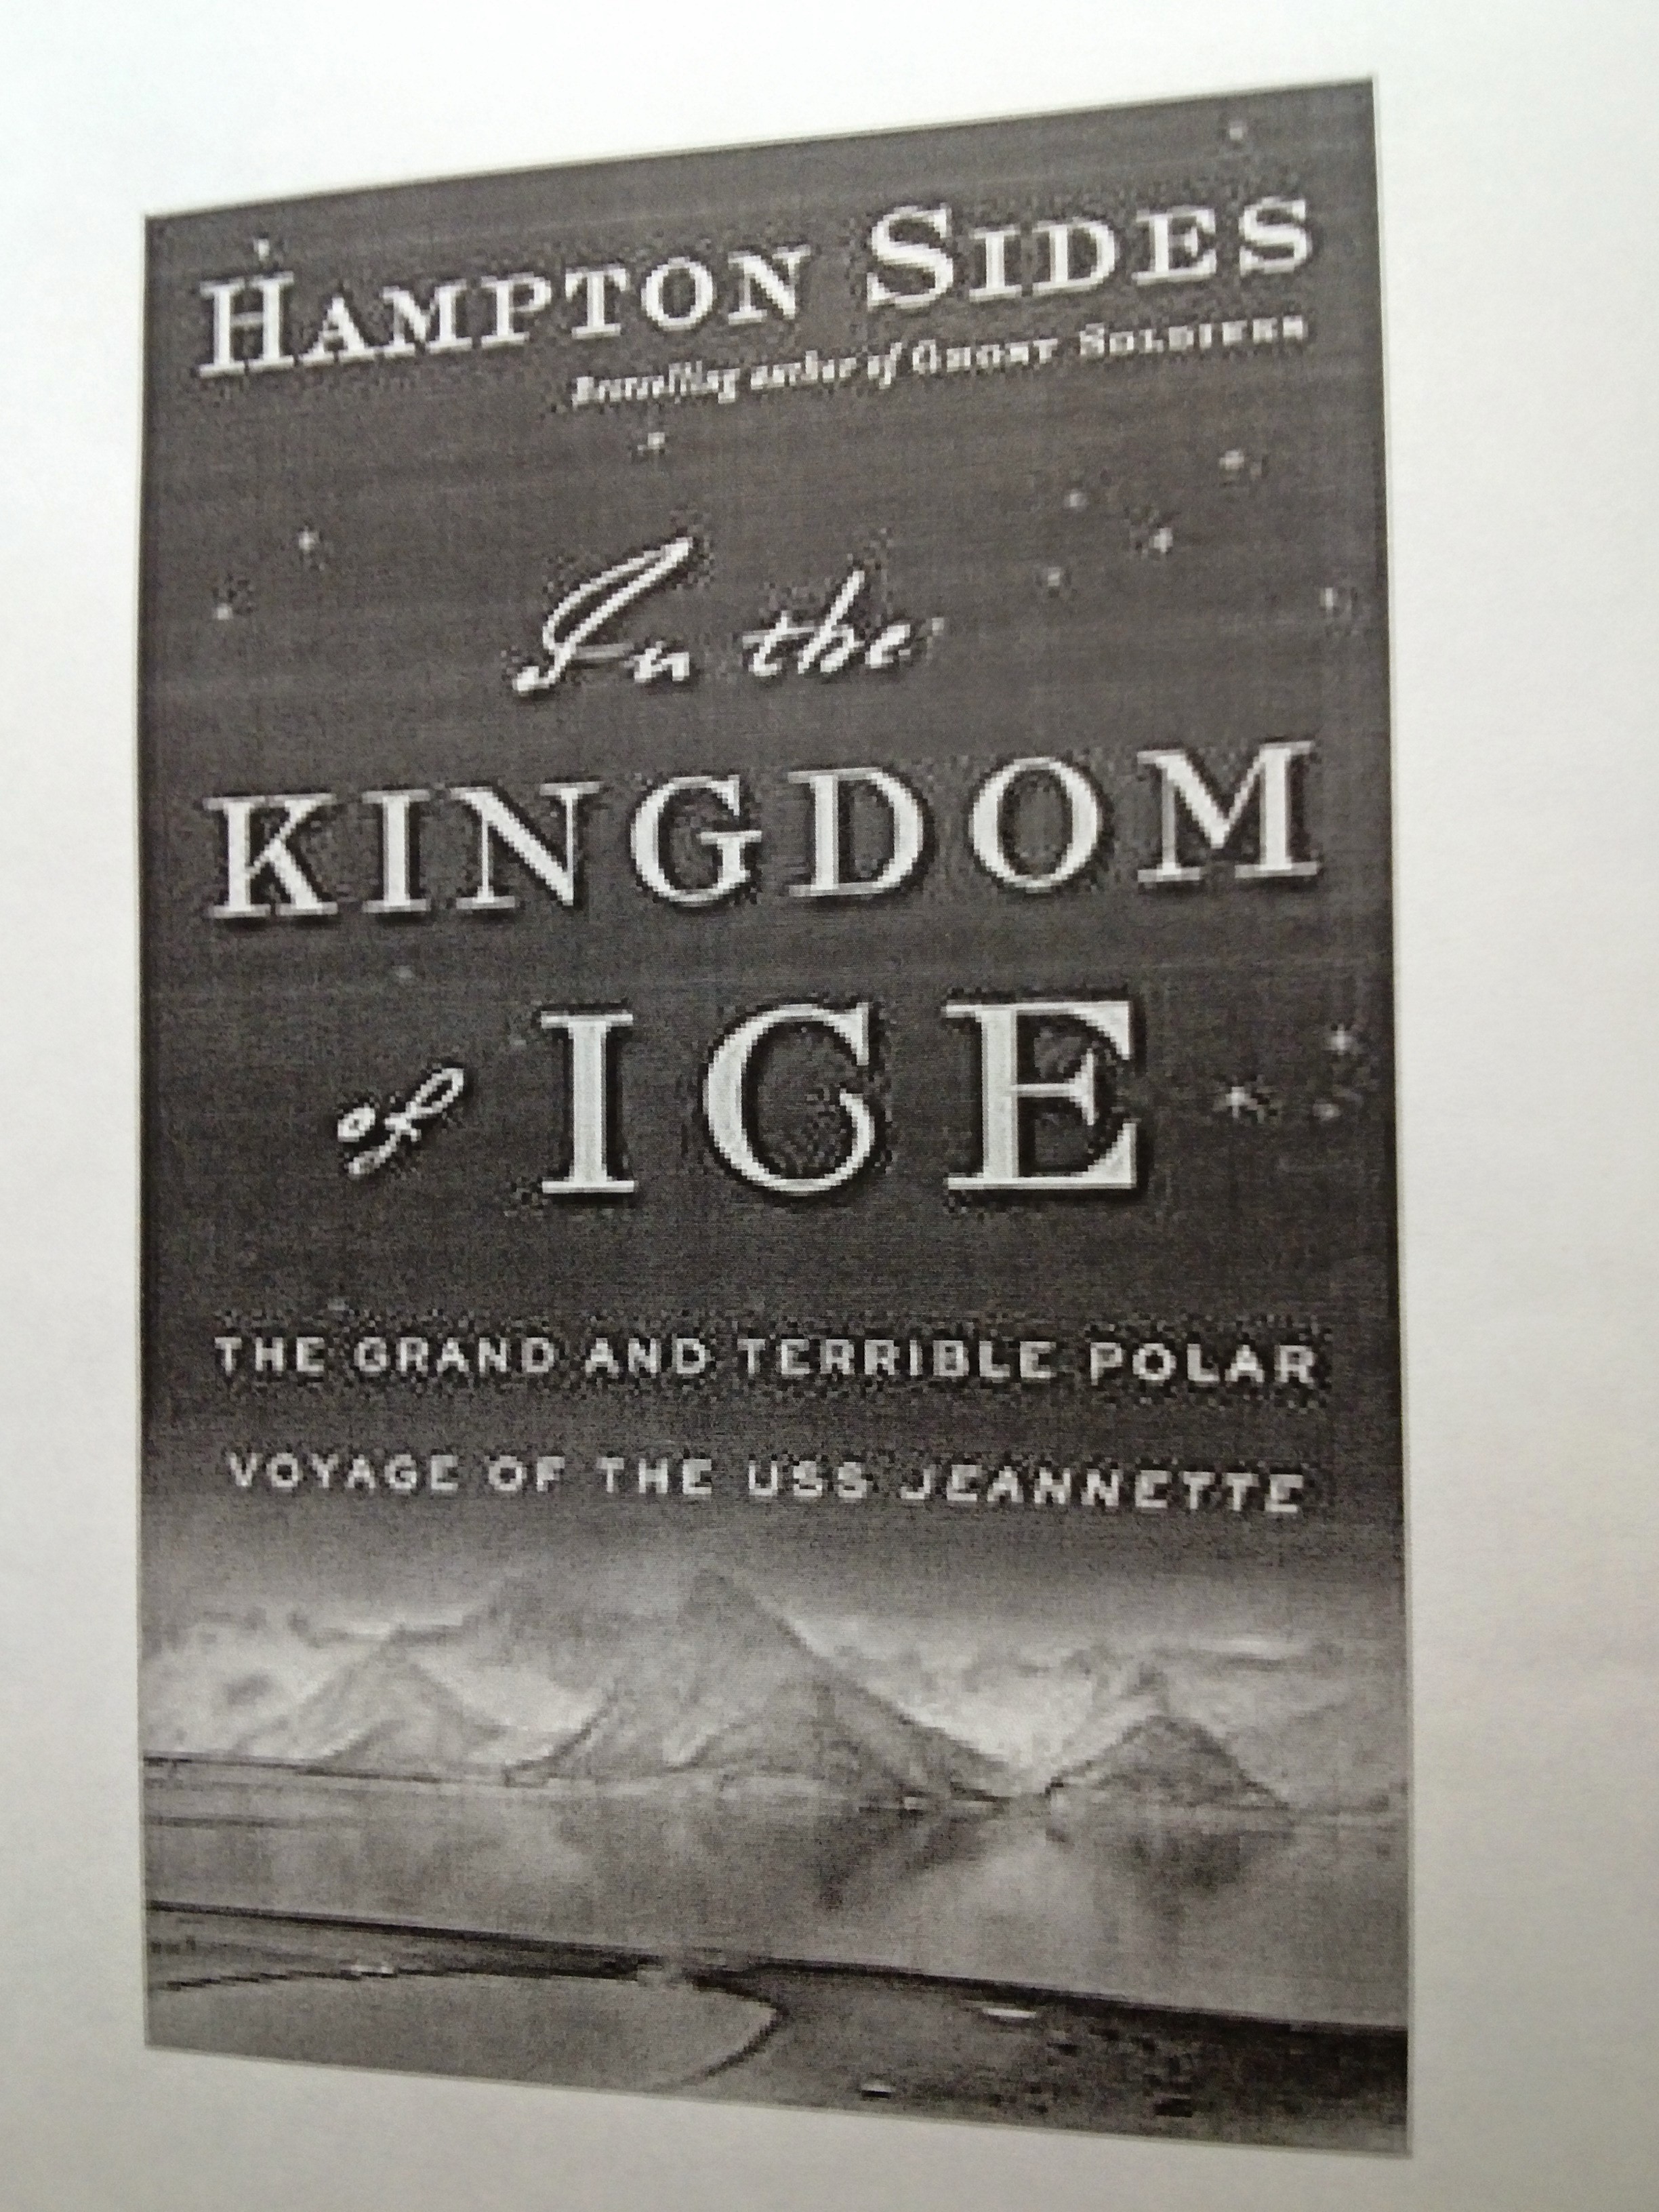 HAMPTON SIDES
Bestselling author of GHOST SOLDIERS
In the
KINGDOM
of ICE
THE GRAND AND TERRIBLE POLAR
VOYAGE OF THE USS JEANNETTE